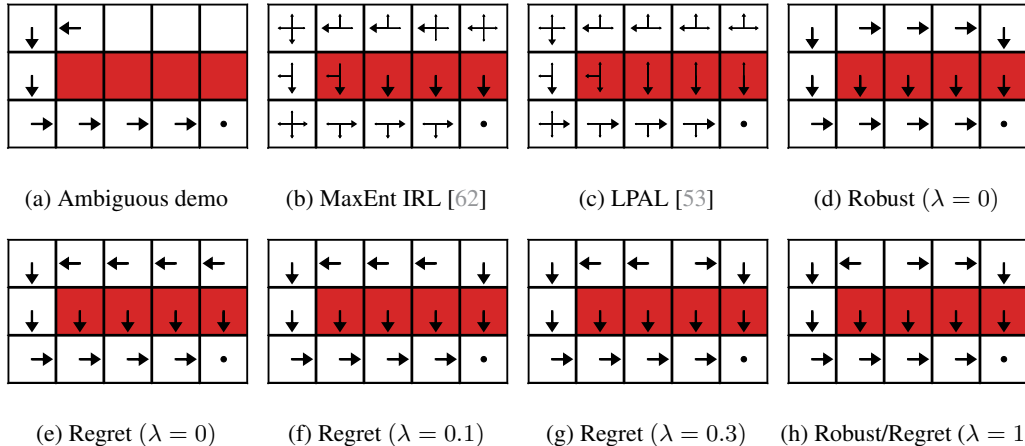 (a) Ambiguous demo
(b) MaxEnt IRL [62]
(c) LPAL [53]
(d) Robust (λ = 0)
(e) Regret (λ = 0)
(f) Regret (λ = 0.1)
(g) Regret (λ = 0.3)
(h) Robust/Regret (λ = 1